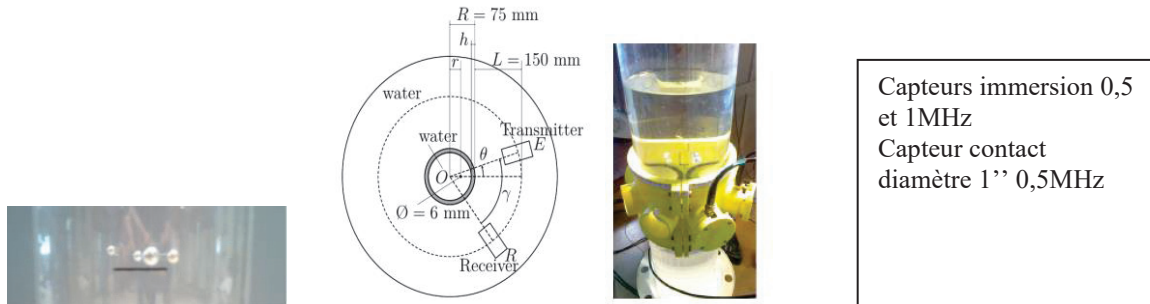 R = 75 mm
h
r
L = 150 mm
water
Transmitter
water
E
θ
O
γ
Ø = 6 mm
R
Receiver
Capteurs immersion 0,5
et 1MHz
Capteur contact
diamètre 1’’ 0,5MHz